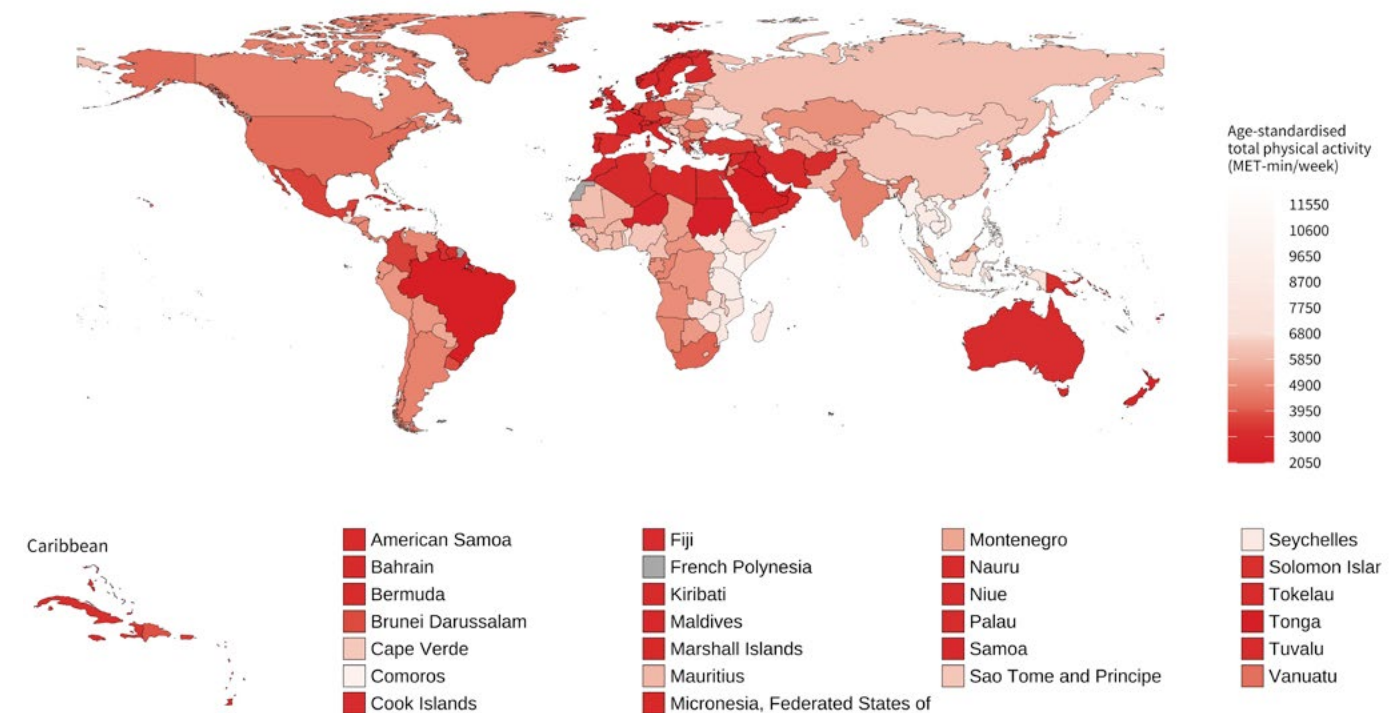 Age-standardised
total physical activity
(MET-min/week)
11550
10600
9650
8700
7750
6800
5850
4900
3950
3000
2050
Caribbean
American Samoa
Bahrain
Bermuda
Brunei Darussalam
Cape Verde
Comoros
Cook Islands
Fiji
French Polynesia
Kiribati
Maldives
Marshall Islands
Mauritius
Micronesia, Federated States of
Montenegro
Nauru
Niue
Palau
Samoa
Sao Tome and Principe
Seychelles
Solomon Islar
Tokelau
Tonga
Tuvalu
Vanuatu